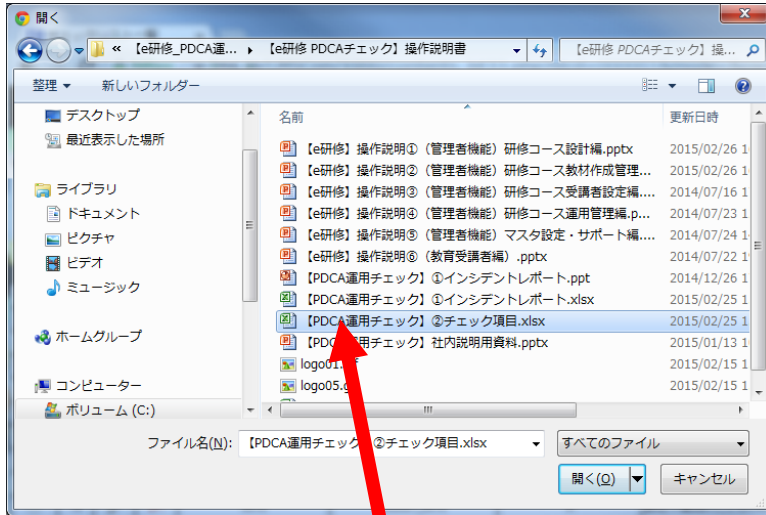 開く
« 【e研修_PDCA運... 【e研修 PDCAチェック】操作説明書 【e研修 PDCAチェック】操...
整理 新しいフォルダー
デスクトップ
最近表示した場所
ライブラリ
ドキュメント
ピクチャ
ビデオ
ミュージック
ホームグループ
コンピューター
ボリューム (C:)
名前 更新日時
【e研修】操作説明①（管理者機能）研修コース設計編.pptx 2015/02/26 1
【e研修】操作説明②（管理者機能）研修コース教材作成管理... 2015/02/26 1
【e研修】操作説明③（管理者機能）研修コース受講者設定編.... 2014/07/16 1
【e研修】操作説明④（管理者機能）研修コース運用管理編.p... 2014/07/23 1
【e研修】操作説明⑤（管理者機能）マスタ設定・サポート編.... 2014/07/24 1
【e研修】操作説明⑥（教育受講者編）.pptx 2014/07/22 1
【PDCA運用チェック】①インシデントレポート.ppt 2014/12/26 1
【PDCA運用チェック】①インシデントレポート.xlsx 2015/02/25 1
【PDCA運用チェック】②チェック項目.xlsx 2015/02/25 1
【PDC 用チェック】社内説明用資料.pptx 2015/01/13 1
logo01. 2015/02/15 1
logo05.g 2015/02/15 1
ファイル名(N): 【PDCA運用チェック ②チェック項目.xlsx すべてのファイル
開く(O) キャンセル